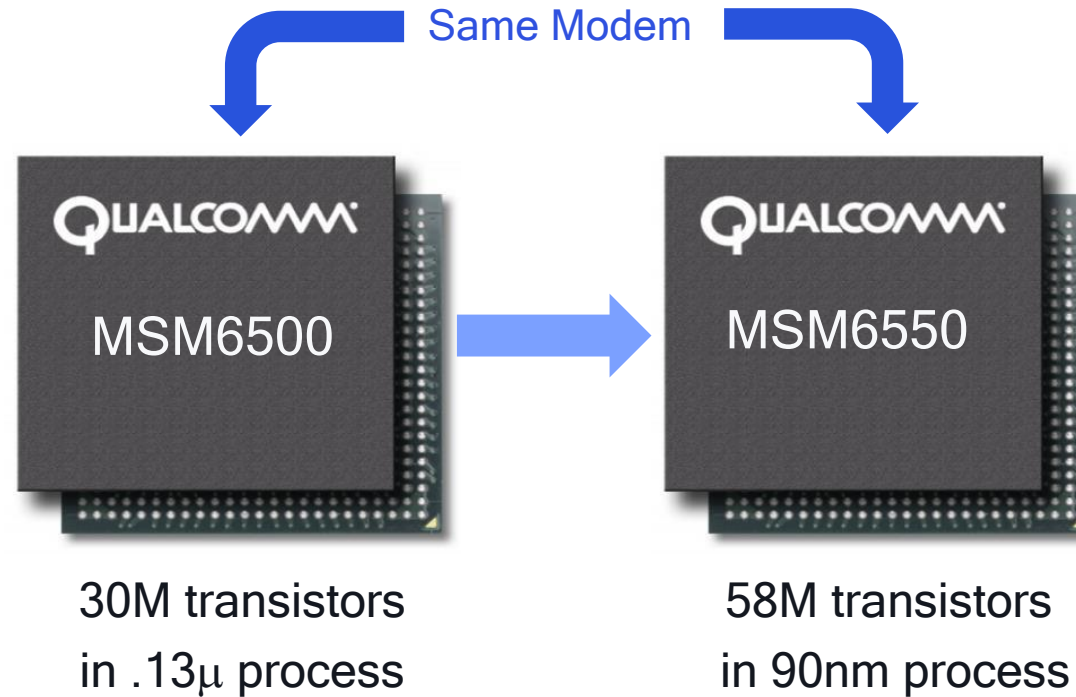 Same Modem
QUALCOMM
MSM6500
QUALCOMM
MSM6550
30M transistors
in .13μ process
58M transistors
in 90nm process